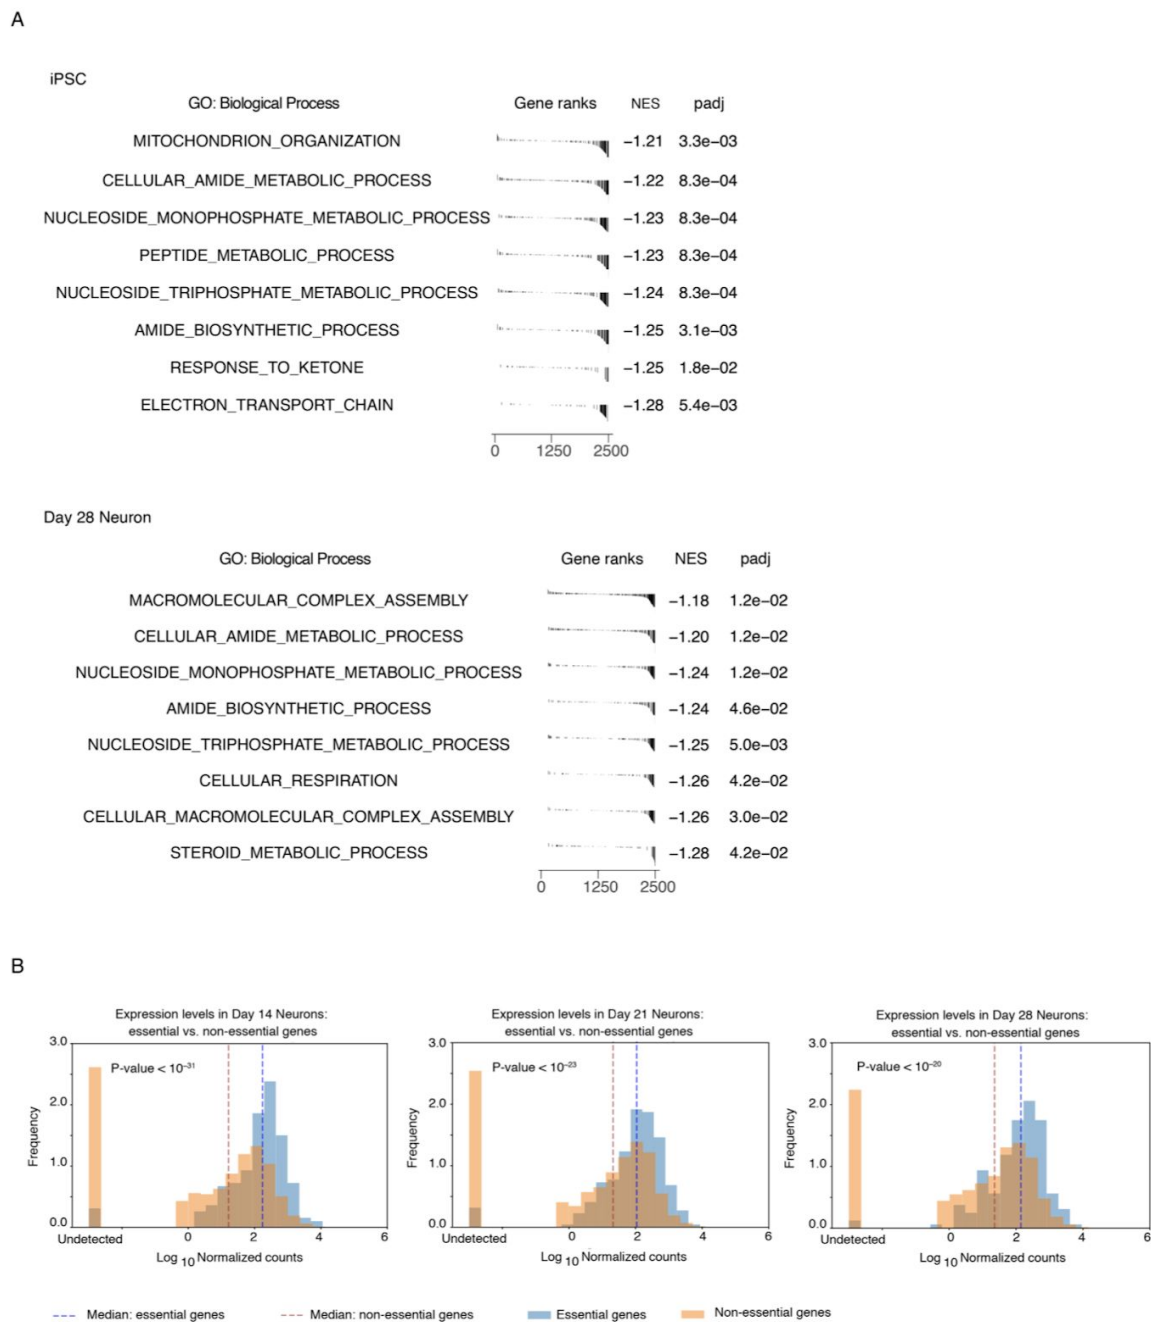 A
iPSC
GO: Biological Process Gene ranks NES padj
MITOCHONDRION_ORGANIZATION −1.21 3.3e−03
CELLULAR_AMIDE_METABOLIC_PROCESS −1.22 8.3e−04
NUCLEOSIDE_MONOPHOSPHATE_METABOLIC_PROCESS −1.23 8.3e−04
PEPTIDE_METABOLIC_PROCESS −1.23 8.3e−04
NUCLEOSIDE_TRIPHOSPHATE_METABOLIC_PROCESS −1.24 8.3e−04
AMIDE_BIOSYNTHETIC_PROCESS −1.25 3.1e−03
RESPONSE_TO_KETONE −1.25 1.8e−02
ELECTRON_TRANSPORT_CHAIN −1.28 5.4e−03
0 1250 2500
Day 28 Neuron
GO: Biological Process Gene ranks NES padj
MACROMOLECULAR_COMPLEX_ASSEMBLY −1.18 1.2e−02
CELLULAR_AMIDE_METABOLIC_PROCESS −1.20 1.2e−02
NUCLEOSIDE_MONOPHOSPHATE_METABOLIC_PROCESS −1.24 1.2e−02
AMIDE_BIOSYNTHETIC_PROCESS −1.24 4.6e−02
NUCLEOSIDE_TRIPHOSPHATE_METABOLIC_PROCESS −1.25 5.0e−03
CELLULAR_RESPIRATION −1.26 4.2e−02
CELLULAR_MACROMOLECULAR_COMPLEX_ASSEMBLY −1.26 3.0e−02
STEROID_METABOLIC_PROCESS −1.28 4.2e−02
0 1250 2500
B
Expression levels in Day 14 Neurons:
essential vs. non-essential genes
P-value < 10−31
Frequency
3.0
2.0
1.0
0.0
Undetected 0 2 4 6
Log 10 Normalized counts
Expression levels in Day 21 Neurons:
essential vs. non-essential genes
P-value < 10−23
Frequency
3.0
2.0
1.0
0.0
Undetected 0 2 4 6
Log 10 Normalized counts
Expression levels in Day 28 Neurons:
essential vs. non-essential genes
P-value < 10−20
Frequency
3.0
2.0
1.0
0.0
Undetected 0 2 4 6
Log 10 Normalized counts
Median: essential genes Median: non-essential genes Essential genes Non-essential genes